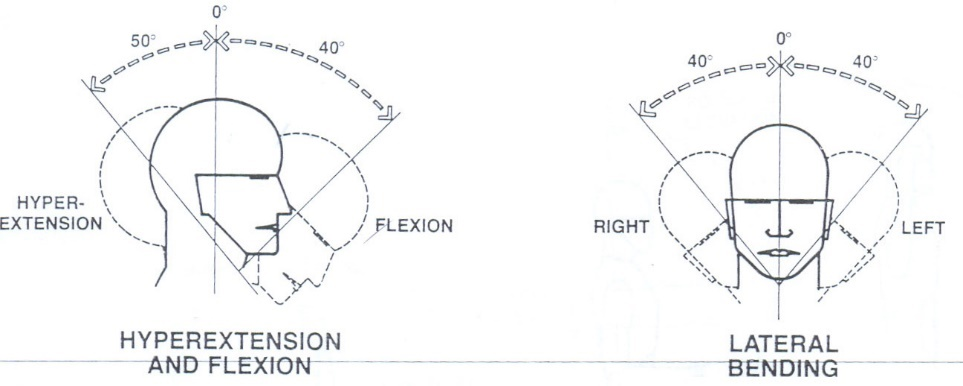 0°
50°
40°
HYPER-
EXTENSION
FLEXION
HYPEREXTENSION
AND FLEXION
0°
40°
40°
RIGHT
LEFT
LATERAL
BENDING